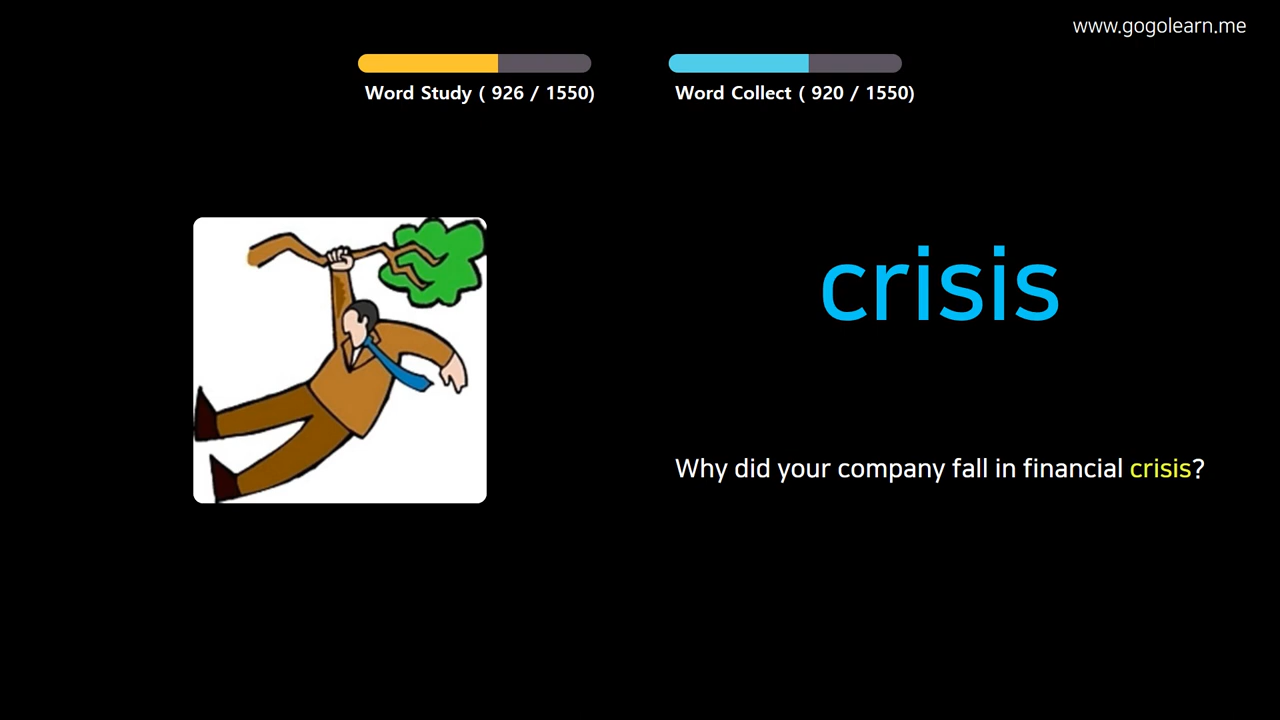 www.gogolearn.me
Word Study ( 926 / 1550)
Word Collect ( 920 / 1550)
crisis
Why did your company fall in financial crisis?